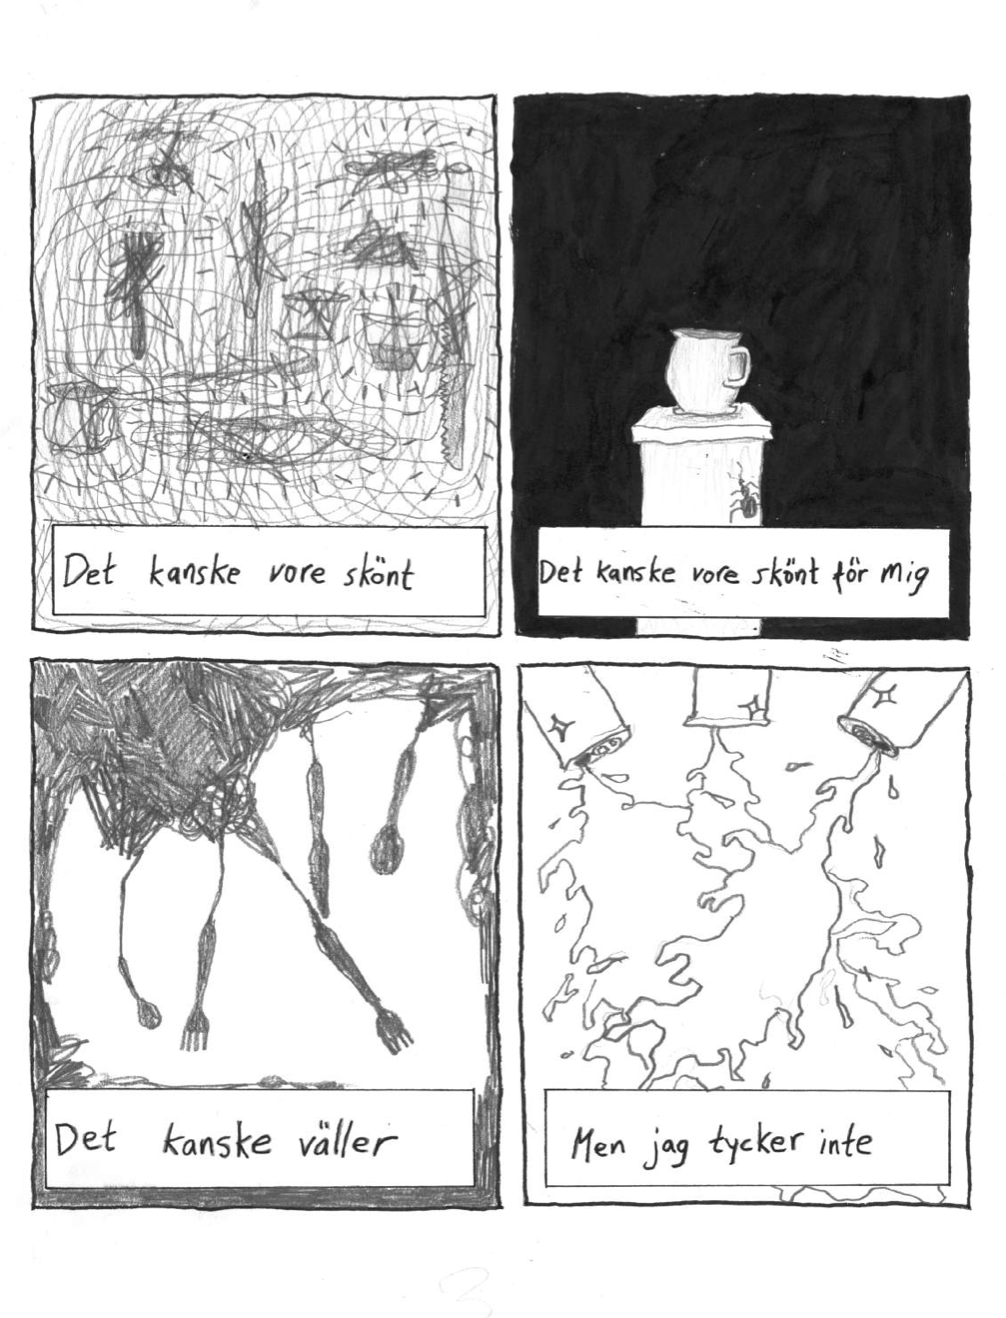 Det kanske vore skönt
Det kanske vore skönt för mig
Det kanske väller
Men jag tycker inte